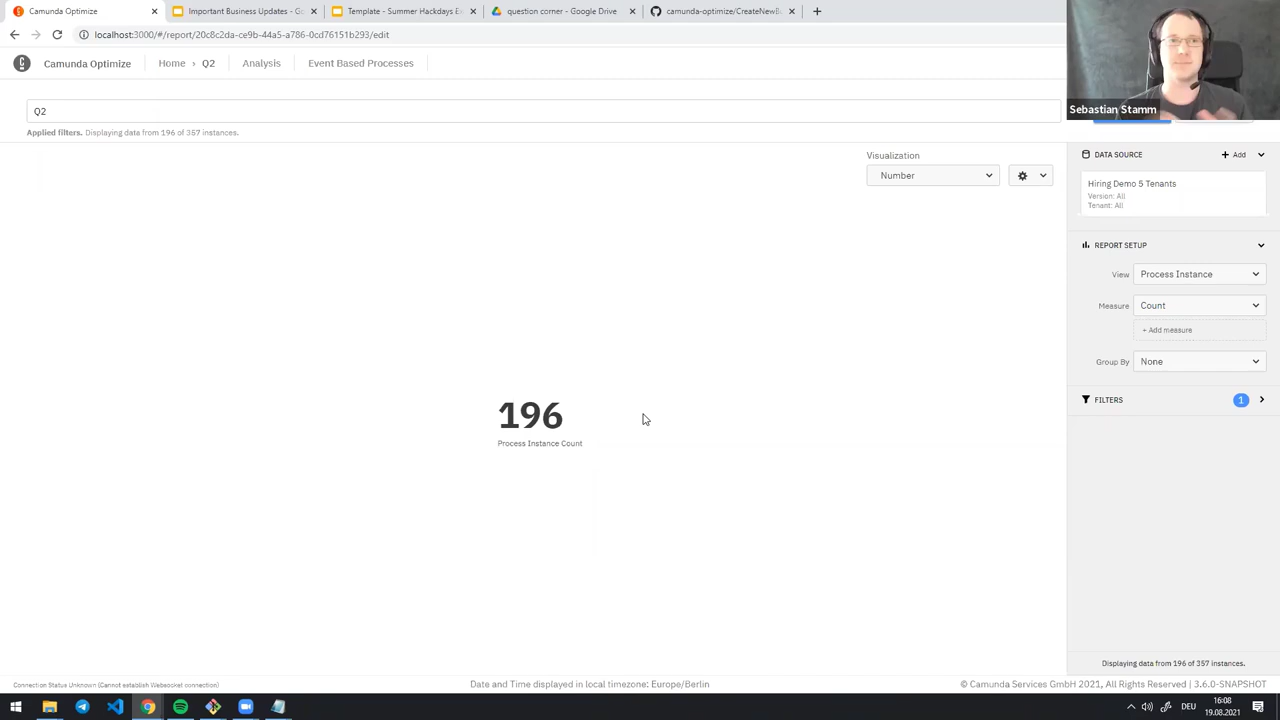 Camunda Optimize
Important Business Updates - G
Template - Summer Hackdays E
question corner - Google Drive
camunda-optimize/CreateNewB
localhost:3000/#/report/20c8c2da-ce9b-44a5-a786-0cd76151b293/edit
Camunda Optimize
Home › Q2
Analysis
Event Based Processes
Sebastian Stamm
Q2
Applied filters. Displaying data from 196 of 357 instances.
Visualization
Number
DATA SOURCE
+ Add
Hiring Demo 5 Tenants
Version: All
Tenant: All
REPORT SETUP
View Process Instance
Measure Count
+ Add measure
Group By None
FILTERS 1
196
Process Instance Count
Displaying data from 196 of 357 instances.
Connection Status Unknown (Cannot establish Websocket connection)
Date and Time displayed in local timezone: Europe/Berlin
© Camunda Services GmbH 2021, All Rights Reserved | 3.6.0-SNAPSHOT
DEU
16:08
19.08.2021